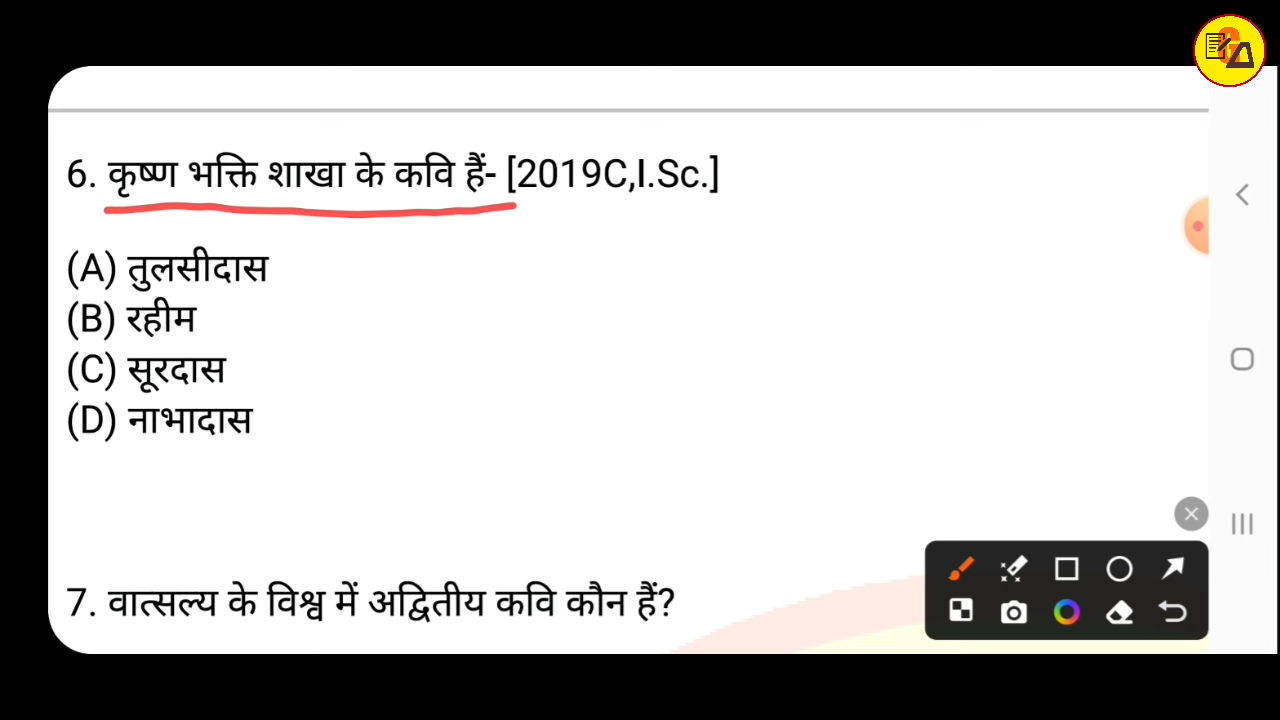 6. कृष्ण भक्ति शाखा के कवि हैं- [2019C,I.Sc.]
(A) तुलसीदास
(B) रहीम
(C) सूरदास
(D) नाभादास
7. वात्सल्य के विश्व में अद्वितीय कवि कौन हैं?